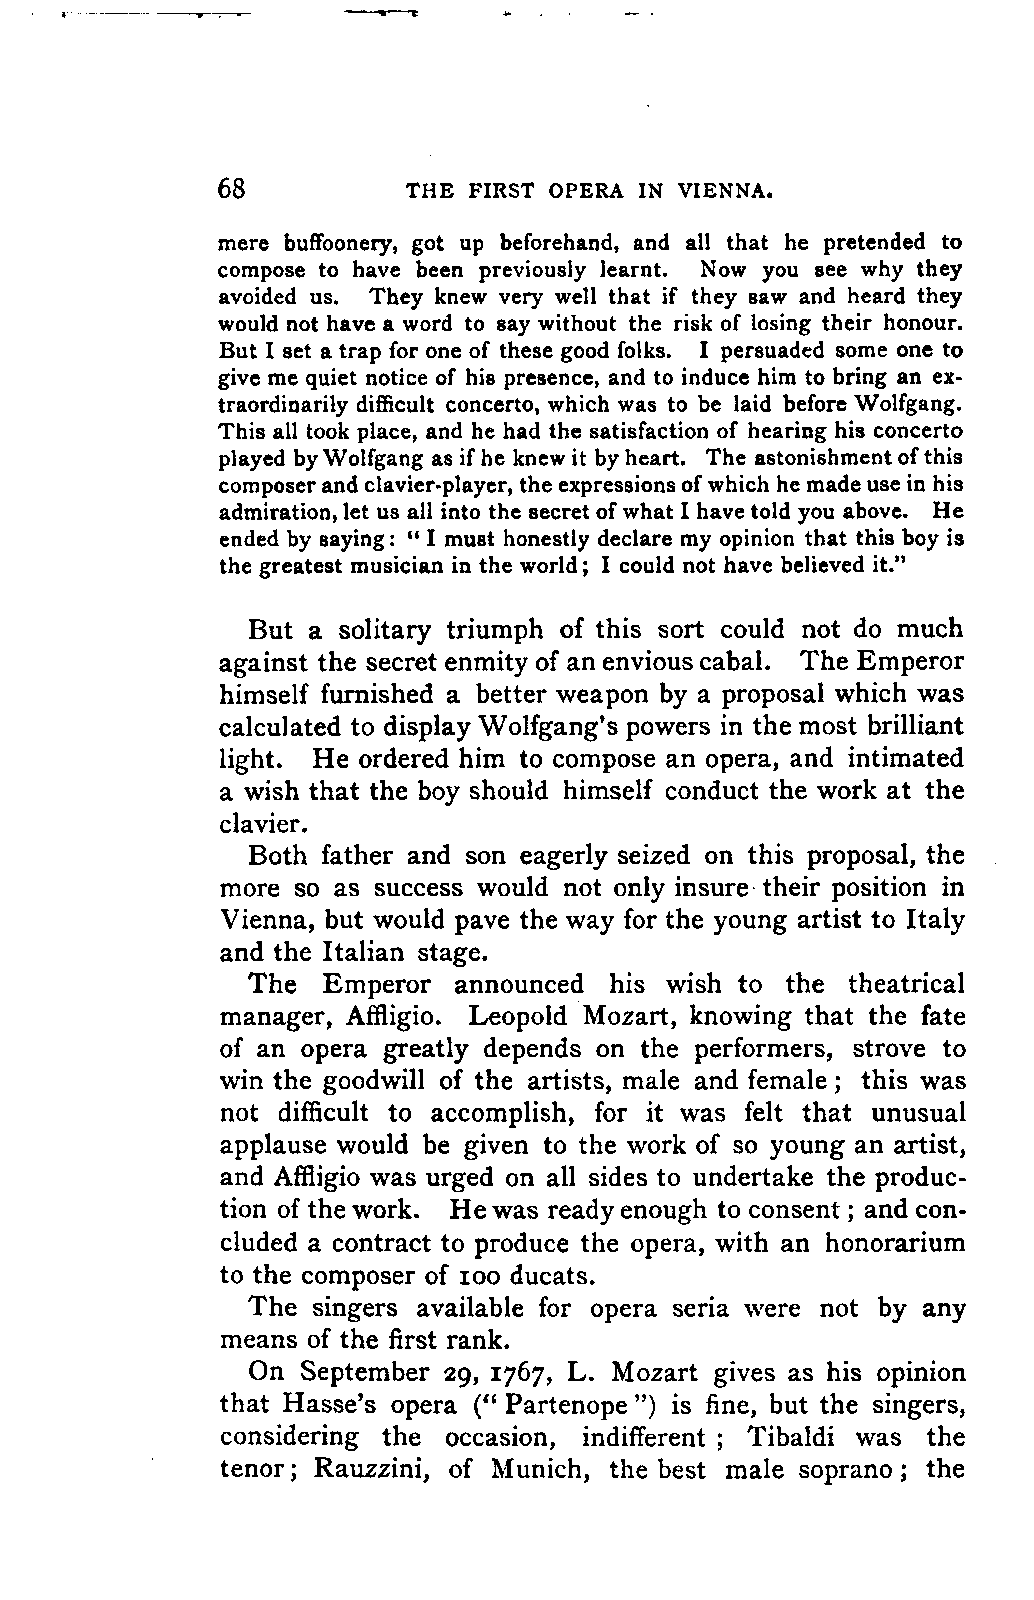 68 THE FIRST OPERA IN VIENNA.
mere buffoonery, got up beforehand, and all that he pretended to
compose to have been previously learnt. Now you see why they
avoided us. They knew very well that if they saw and heard they
would not have a word to say without the risk of losing their honour.
But I set a trap for one of these good folks. I persuaded some one to
give me quiet notice of his presence, and to induce him to bring an ex-
traordinarily difficult concerto, which was to be laid before Wolfgang.
This all took place, and he had the satisfaction of hearing his concerto
played by Wolfgang as if he knew it by heart. The astonishment of this
composer and clavier-player, the expressions of which he made use in his
admiration, let us all into the secret of what I have told you above. He
ended by saying: “ I must honestly declare my opinion that this boy is
the greatest musician in the world; I could not have believed it.”
But a solitary triumph of this sort could not do much
against the secret enmity of an envious cabal. The Emperor
himself furnished a better weapon by a proposal which was
calculated to display Wolfgang's powers in the most brilliant
light. He ordered him to compose an opera, and intimated
a wish that the boy should himself conduct the work at the
clavier.
Both father and son eagerly seized on this proposal, the
more so as success would not only insure their position in
Vienna, but would pave the way for the young artist to Italy
and the Italian stage.
The Emperor announced his wish to the theatrical
manager, Affligio. Leopold Mozart, knowing that the fate
of an opera greatly depends on the performers, strove to
win the goodwill of the artists, male and female ; this was
not difficult to accomplish, for it was felt that unusual
applause would be given to the work of so young an artist,
and Affligio was urged on all sides to undertake the produc-
tion of the work. He was ready enough to consent ; and con-
cluded a contract to produce the opera, with an honorarium
to the composer of 100 ducats.
The singers available for opera seria were not by any
means of the first rank.
On September 29, 1767, L. Mozart gives as his opinion
that Hasse's opera (“ Partenope ”) is fine, but the singers,
considering the occasion, indifferent ; Tibaldi was the
tenor ; Rauzzini, of Munich, the best male soprano ; the